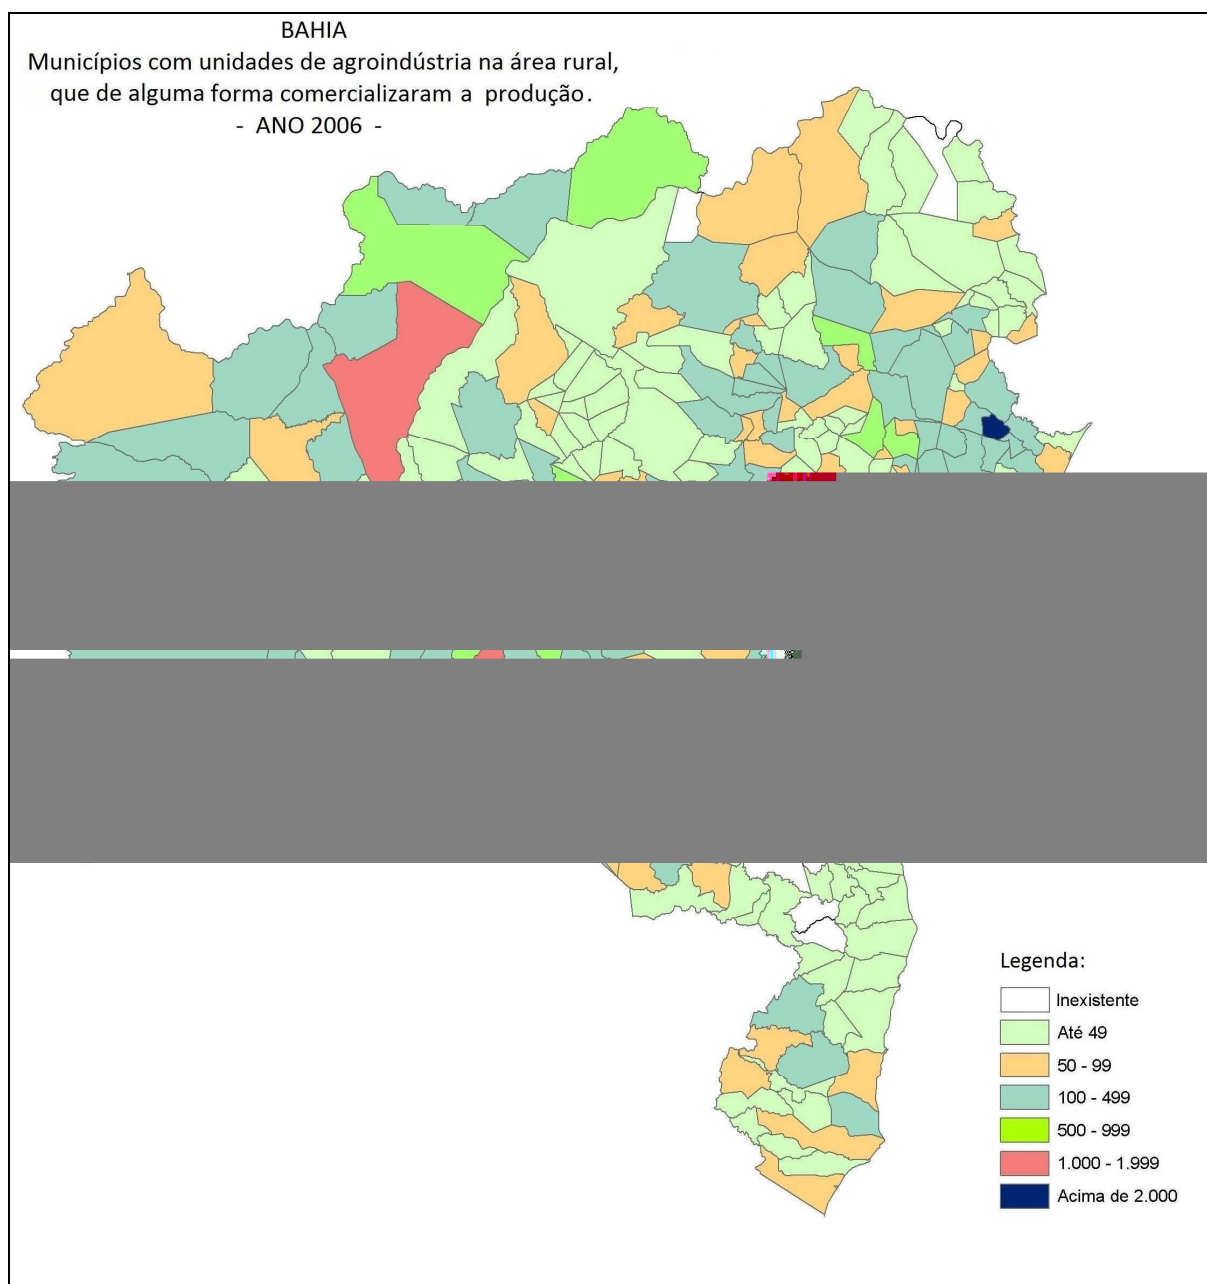 BAHIA
Municípios com unidades de agroindústria na área rural,
que de alguma forma comercializaram a produção.
- ANO 2006 -
Legenda:
Inexistente
Até 49
50 - 99
100 - 499
500 - 999
1.000 - 1.999
Acima de 2.000